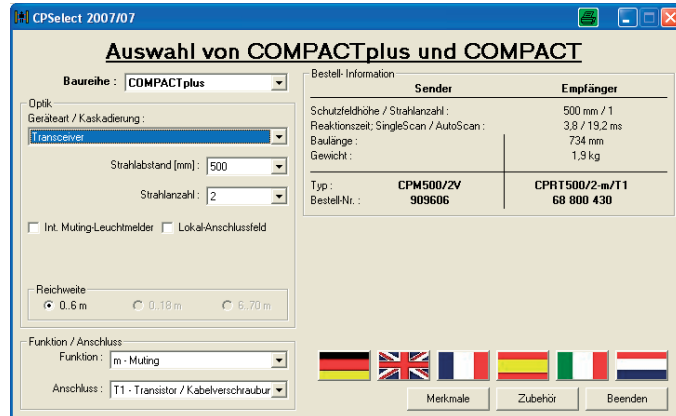 CPSelect 2007/07
Auswahl von COMPACTplus und COMPACT
Baureihe : COMPACTplus
Optik
Geräteart / Kaskadierung :
Transceiver
Strahlabstand [mm] : 500
Strahlanzahl : 2
Int. Muting-Leuchtmelder Lokal-Anschlussfeld
Reichweite
0..6 m 0..18 m 6..70 m
Funktion / Anschluss
Funktion : m - Muting
Anschluss : T1 - Transistor / Kabelverschraubur
Bestell- Information
Sender Empfänger
Schutzfeldhöhe / Strahlanzahl : 500 mm / 1
Reaktionszeit; SingleScan / AutoScan : 3,8 / 19,2 ms
Baulänge : 734 mm
Gewicht : 1,9 kg
Typ : CPM500/2V CPRT500/2-m/T1
Bestell-Nr. : 909606 68 800 430
Merkmale Zubehör Beenden